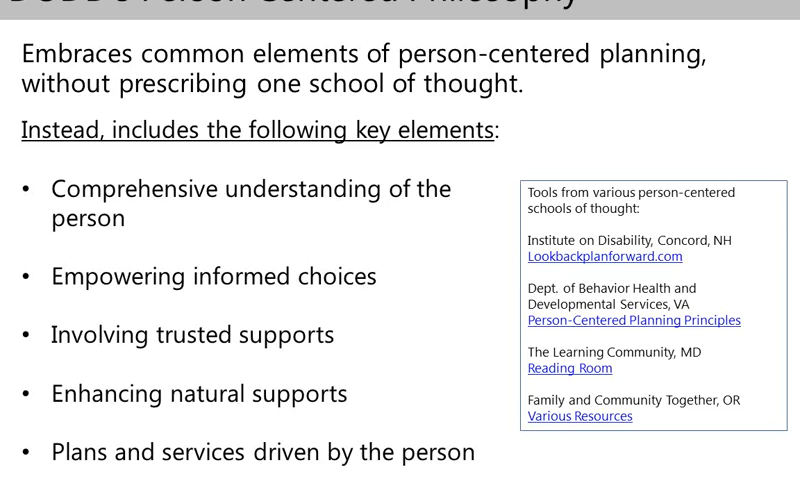 Person-Centered Philosophy
Embraces common elements of person-centered planning,
without prescribing one school of thought.
Instead, includes the following key elements:
• Comprehensive understanding of the
person
• Empowering informed choices
• Involving trusted supports
• Enhancing natural supports
• Plans and services driven by the person
Tools from various person-centered
schools of thought:
Institute on Disability, Concord, NH
Lookbackplanforward.com
Dept. of Behavior Health and
Developmental Services, VA
Person-Centered Planning Principles
The Learning Community, MD
Reading Room
Family and Community Together, OR
Various Resources